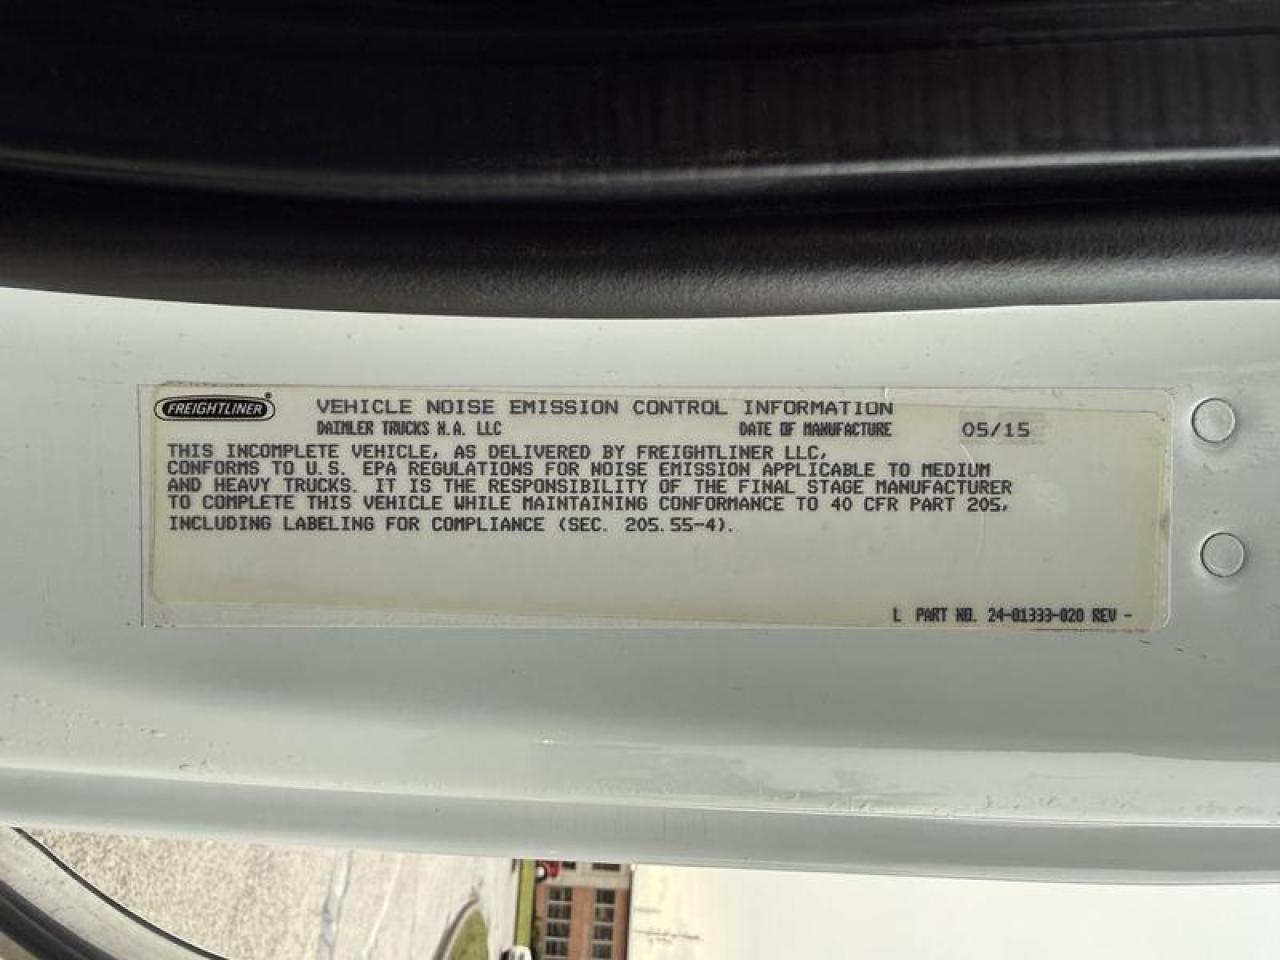 FREIGHTLINER®
VEHICLE NOISE EMISSION CONTROL INFORMATION
DAIMLER TRUCKS N.A. LLC DATE OF MANUFACTURE 05/15
THIS INCOMPLETE VEHICLE, AS DELIVERED BY FREIGHTLINER LLC,
CONFORMS TO U.S. EPA REGULATIONS FOR NOISE EMISSION APPLICABLE TO MEDIUM
AND HEAVY TRUCKS. IT IS THE RESPONSIBILITY OF THE FINAL STAGE MANUFACTURER
TO COMPLETE THIS VEHICLE WHILE MAINTAINING CONFORMANCE TO 40 CFR PART 205,
INCLUDING LABELING FOR COMPLIANCE (SEC. 205.55-4).
L PART NO. 24-01333-020 REV -